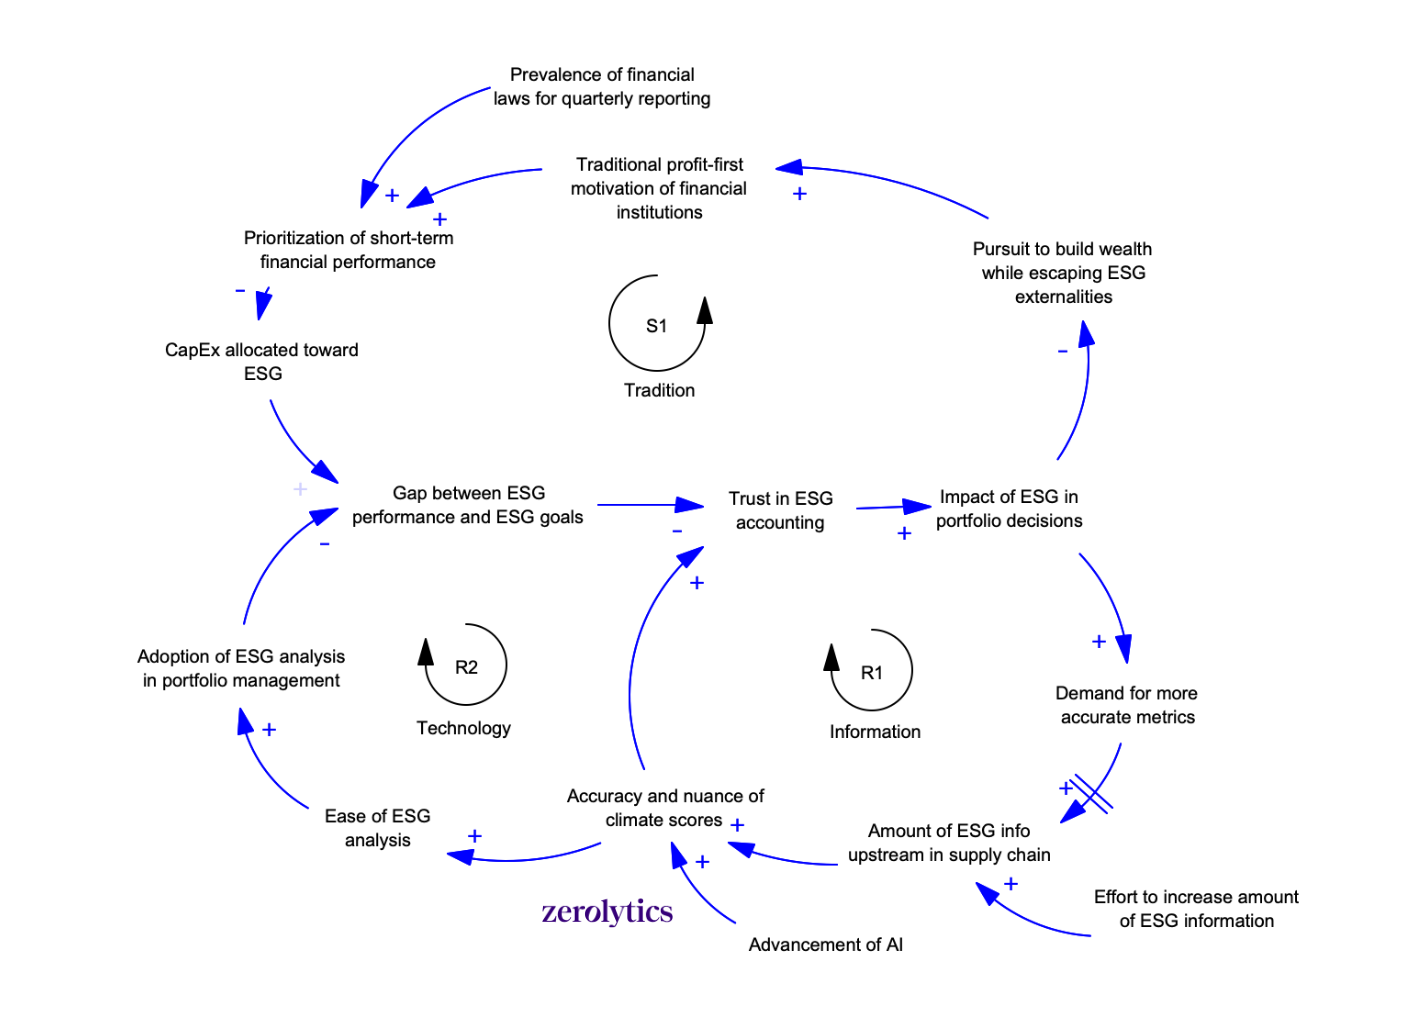 Prevalence of financial
laws for quarterly reporting
Traditional profit-first
motivation of financial
institutions
+
+
+
Prioritization of short-term
financial performance
Pursuit to build wealth
while escaping ESG
externalities
-
S1
Tradition
CapEx allocated toward
ESG
-
+
Gap between ESG
performance and ESG goals
-
Trust in ESG
accounting
+
Impact of ESG in
portfolio decisions
-
+
+
Adoption of ESG analysis
in portfolio management
R2
Technology
R1
Information
Demand for more
accurate metrics
+
+
Accuracy and nuance of
climate scores
+
Ease of ESG
analysis
+
Amount of ESG info
upstream in supply chain
+
+
Effort to increase amount
of ESG information
zerolytics
Advancement of AI